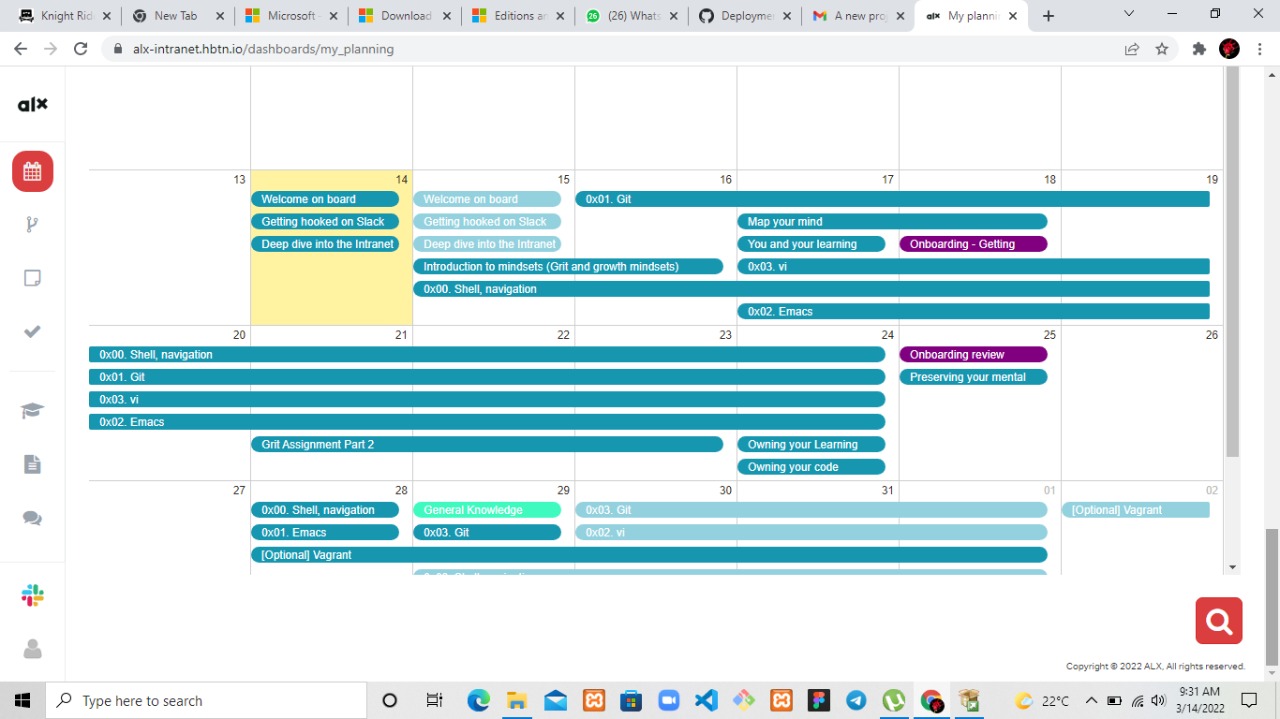 Knight Rid
New Tab
Microsoft -
Download
Editions an
(26) Whats
Deployme
A new proj
alx My planni
alx-intranet.hbtn.io/dashboards/my_planning
alx
13 14 15 16 17 18 19
Welcome on board Welcome on board 0x01. Git
Getting hooked on Slack Getting hooked on Slack Map your mind
Deep dive into the Intranet Deep dive into the Intranet You and your learning Onboarding - Getting
Introduction to mindsets (Grit and growth mindsets) 0x03. vi
0x00. Shell, navigation
0x02. Emacs
20 21 22 23 24 25 26
0x00. Shell, navigation Onboarding review
0x01. Git Preserving your mental
0x03. vi
0x02. Emacs
Grit Assignment Part 2 Owning your Learning
Owning your code
27 28 29 30 31 01 02
0x00. Shell, navigation General Knowledge 0x03. Git [Optional] Vagrant
0x01. Emacs 0x03. Git 0x02. vi
[Optional] Vagrant
Copyright © 2022 ALX, All rights reserved.
Type here to search
22°C
9:31 AM
3/14/2022